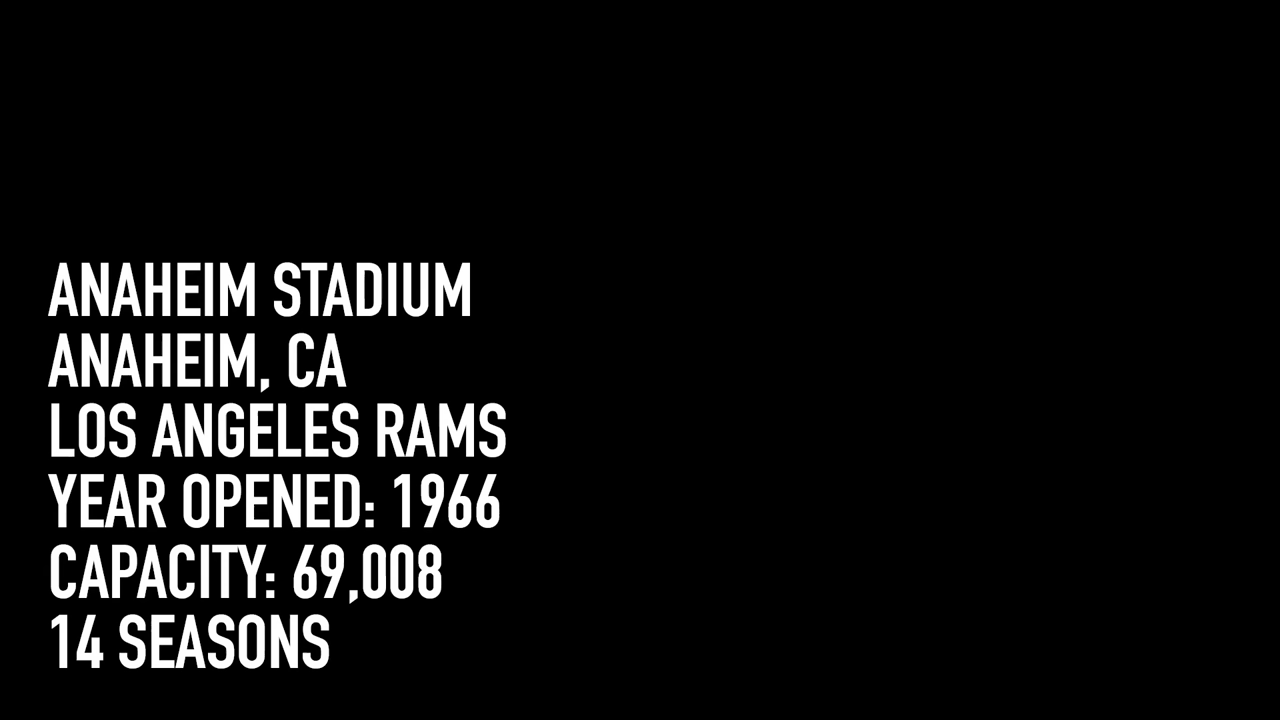 ANAHEIM STADIUM
ANAHEIM, CA
LOS ANGELES RAMS
YEAR OPENED: 1966
CAPACITY: 69,008
14 SEASONS